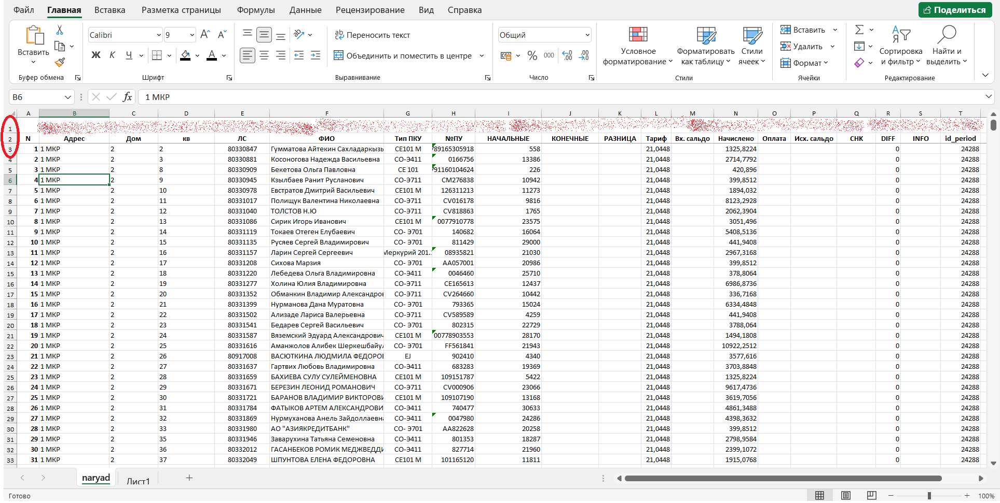 Файл Главная Вставка Разметка страницы Формулы Данные Рецензирование Вид Справка Поделиться
Calibri 9 Переносить текст Общий Вставить Σ
Вставить Ж К Ч Объединить и поместить в центре % 000 Условное форматирование Форматировать как таблицу Стили ячеек Удалить Формат Сортировка и фильтр Найти и выделить
Буфер обмена Шрифт Выравнивание Число Стили Ячейки Редактирование
B6 fx 1 МКР
A B C D E F G H I J K L M N O P Q R S T
1
2 N Адрес Дом кв ЛС ФИО Тип ПКУ №ПУ НАЧАЛЬНЫЕ КОНЕЧНЫЕ РАЗНИЦА Тариф Вх. сальдо Начислено Оплата Исх. сальдо СНК DIFF INFO id_period
3 1 1 МКР 2 2 80330847 Гумматова Айтекин Сахладаркызь СЕ101 М 789165305918 558 21,0448 1325,8224 0 24288
4 2 1 МКР 2 3 80330881 Косоногова Надежда Васильевна СО-Э411 0166756 13386 21,0448 2714,7792 0 24288
5 3 1 МКР 2 8 80330909 Бекетова Ольга Павловна СЕ 101 791160104624 226 21,0448 420,896 0 24288
6 4 1 МКР 2 9 80330945 Кзылбаев Ранит Русланович СО-Э711 СМ276838 10942 21,0448 399,8512 0 24288
7 5 1 МКР 2 10 80330978 Евстратов Дмитрий Васильевич СЕ101 М 126311213 11273 21,0448 1894,032 0 24288
8 6 1 МКР 2 11 80331017 Полищук Валентина Николаевна СО-Э711 CV016178 9816 21,0448 8123,2928 0 24288
9 7 1 МКР 2 12 80331040 ТОЛСТОВ Н.Ю СО-Э711 CV818863 1765 21,0448 2062,3904 0 24288
10 8 1 МКР 2 13 80331086 Сирик Игорь Иванович СЕ101 М 0077910778 23575 21,0448 3051,496 0 24288
11 9 1 МКР 2 14 80331119 Токаев Отеген Елубаевич СО- Э701 140682 16064 21,0448 5408,5136 0 24288
12 10 1 МКР 2 15 80331135 Русяев Сергей Владимирович СО- Э701 811429 29000 21,0448 441,9408 0 24288
13 11 1 МКР 2 16 80331157 Ларин Сергей Сергеевич Меркурий 201.. 08935821 21030 21,0448 2967,3168 0 24288
14 12 1 МКР 2 17 80331208 Сихова Марзия СО- Э701 АА057001 20986 21,0448 399,8512 0 24288
15 13 1 МКР 2 18 80331220 Лебедева Ольга Владимировна СО-Э411 0046460 25710 21,0448 378,8064 0 24288
16 14 1 МКР 2 19 80331277 Холина Юлия Владимировна СО-Э711 СЕ165613 12437 21,0448 6986,8736 0 24288
17 15 1 МКР 2 20 80331352 Обманкин Владимир Александров СО-Э711 CV264660 10442 21,0448 336,7168 0 24288
18 16 1 МКР 2 21 80331399 Нурманова Дана Муратовна СО- Э701 793365 15024 21,0448 6334,4848 0 24288
19 17 1 МКР 2 22 80331502 Ализаде Лариса Валерьевна СО-Э711 CV589589 4259 21,0448 441,9408 0 24288
20 18 1 МКР 2 23 80331541 Бедарев Сергей Васильевич СО- Э701 802315 22729 21,0448 3788,064 0 24288
21 19 1 МКР 2 24 80331587 Вяземский Эдуард Александрович СЕ101 М 00778903553 28170 21,0448 1494,1808 0 24288
22 20 1 МКР 2 25 80331616 Аманжолов Алибек Шеркешбайул СО- Э701 FF561841 21943 21,0448 10922,2512 0 24288
23 21 1 МКР 2 26 80917008 ВАСЮТКИНА ЛЮДМИЛА ФЕДОРОВ EJ 902410 4340 21,0448 3577,616 0 24288
24 22 1 МКР 2 27 80331637 Гартвих Любовь Владимировна СО-Э411 683283 19369 21,0448 3703,8848 0 24288
25 23 1 МКР 2 28 80331659 БАХИЕВА СУЛУ СУЛЕЙМЕНОВНА СЕ101 М 109151787 5422 21,0448 1325,8224 0 24288
26 24 1 МКР 2 29 80331671 БЕРЕЗИН ЛЕОНИД РОМАНОВИЧ СО-Э711 CV000906 23066 21,0448 9617,4736 0 24288
27 25 1 МКР 2 30 80331721 БАРАНОВ ВЛАДИМИР ВИКТОРОВИ СЕ101 М 109107190 13168 21,0448 3619,7056 0 24288
28 26 1 МКР 2 31 80331784 ФАТЫКОВ АРТЕМ АЛЕКСАНДРОВИ СО-Э411 740477 30633 21,0448 4861,3488 0 24288
29 27 1 МКР 2 32 80331869 Нурмуханова Анель Зайдоллаевна СО-Э411 0047980 24286 21,0448 4398,3632 0 24288
30 28 1 МКР 2 33 80331980 АО "АЗИЯКРЕДИТБАНК" СО- Э701 АА822628 20258 21,0448 399,8512 0 24288
31 29 1 МКР 2 35 80331946 Заварухина Татьяна Семеновна СО-Э411 801353 18287 21,0448 2798,9584 0 24288
32 30 1 МКР 2 36 80332012 ГАСАНБЕКОВ РОМИК МЕДЖВЕДДИ СО-Э411 827714 21960 21,0448 2399,1072 0 24288
33 31 1 МКР 2 37 80332049 ШПУНТОВА ЕЛЕНА ФЕДОРОВНА СЕ101 М 101165120 11811 21,0448 1915,0768 0 24288
naryad Лист1
Готово 100%